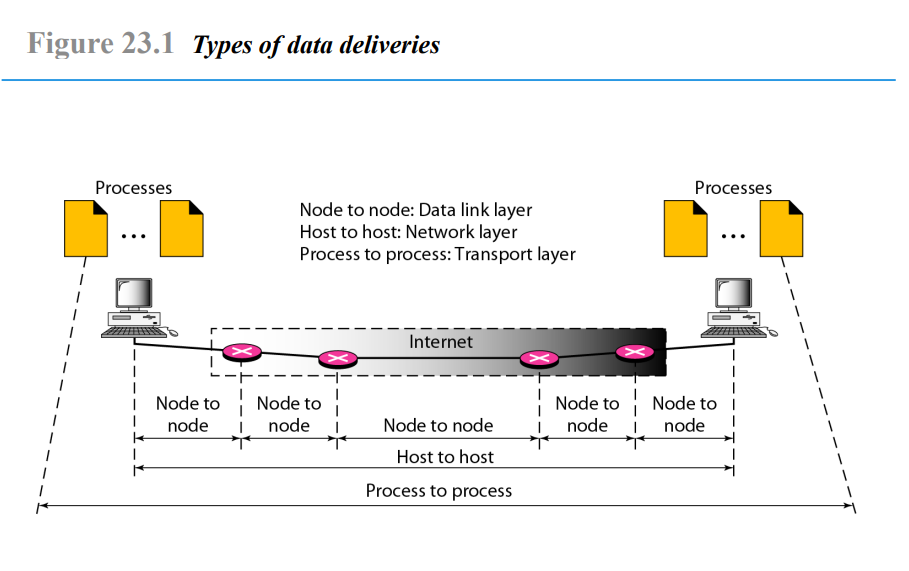 Figure 23.1 Types of data deliveries
Processes
Processes
...
...
Node to node: Data link layer
Host to host: Network layer
Process to process: Transport layer
Internet
Node to
node
Node to
node
Node to node
Node to
node
Node to
node
Host to host
Process to process